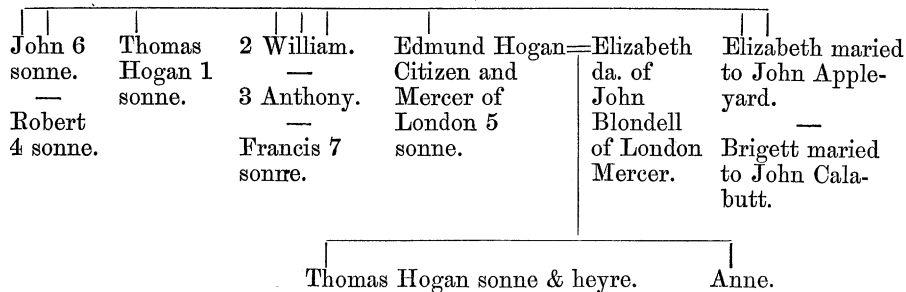 John 6
sonne.
—
Robert
4 sonne.
Thomas
Hogan 1
sonne.
2 William.
—
3 Anthony.
—
Francis 7
sonne.
Edmund Hogan=Elizabeth
Citizen and
Mercer of
London 5
sonne.
da. of
John
Blondell
of London
Mercer.
Elizabeth maried
to John Apple-
yard.
—
Brigett maried
to John Cala-
butt.
Thomas Hogan sonne & heyre.
Anne.